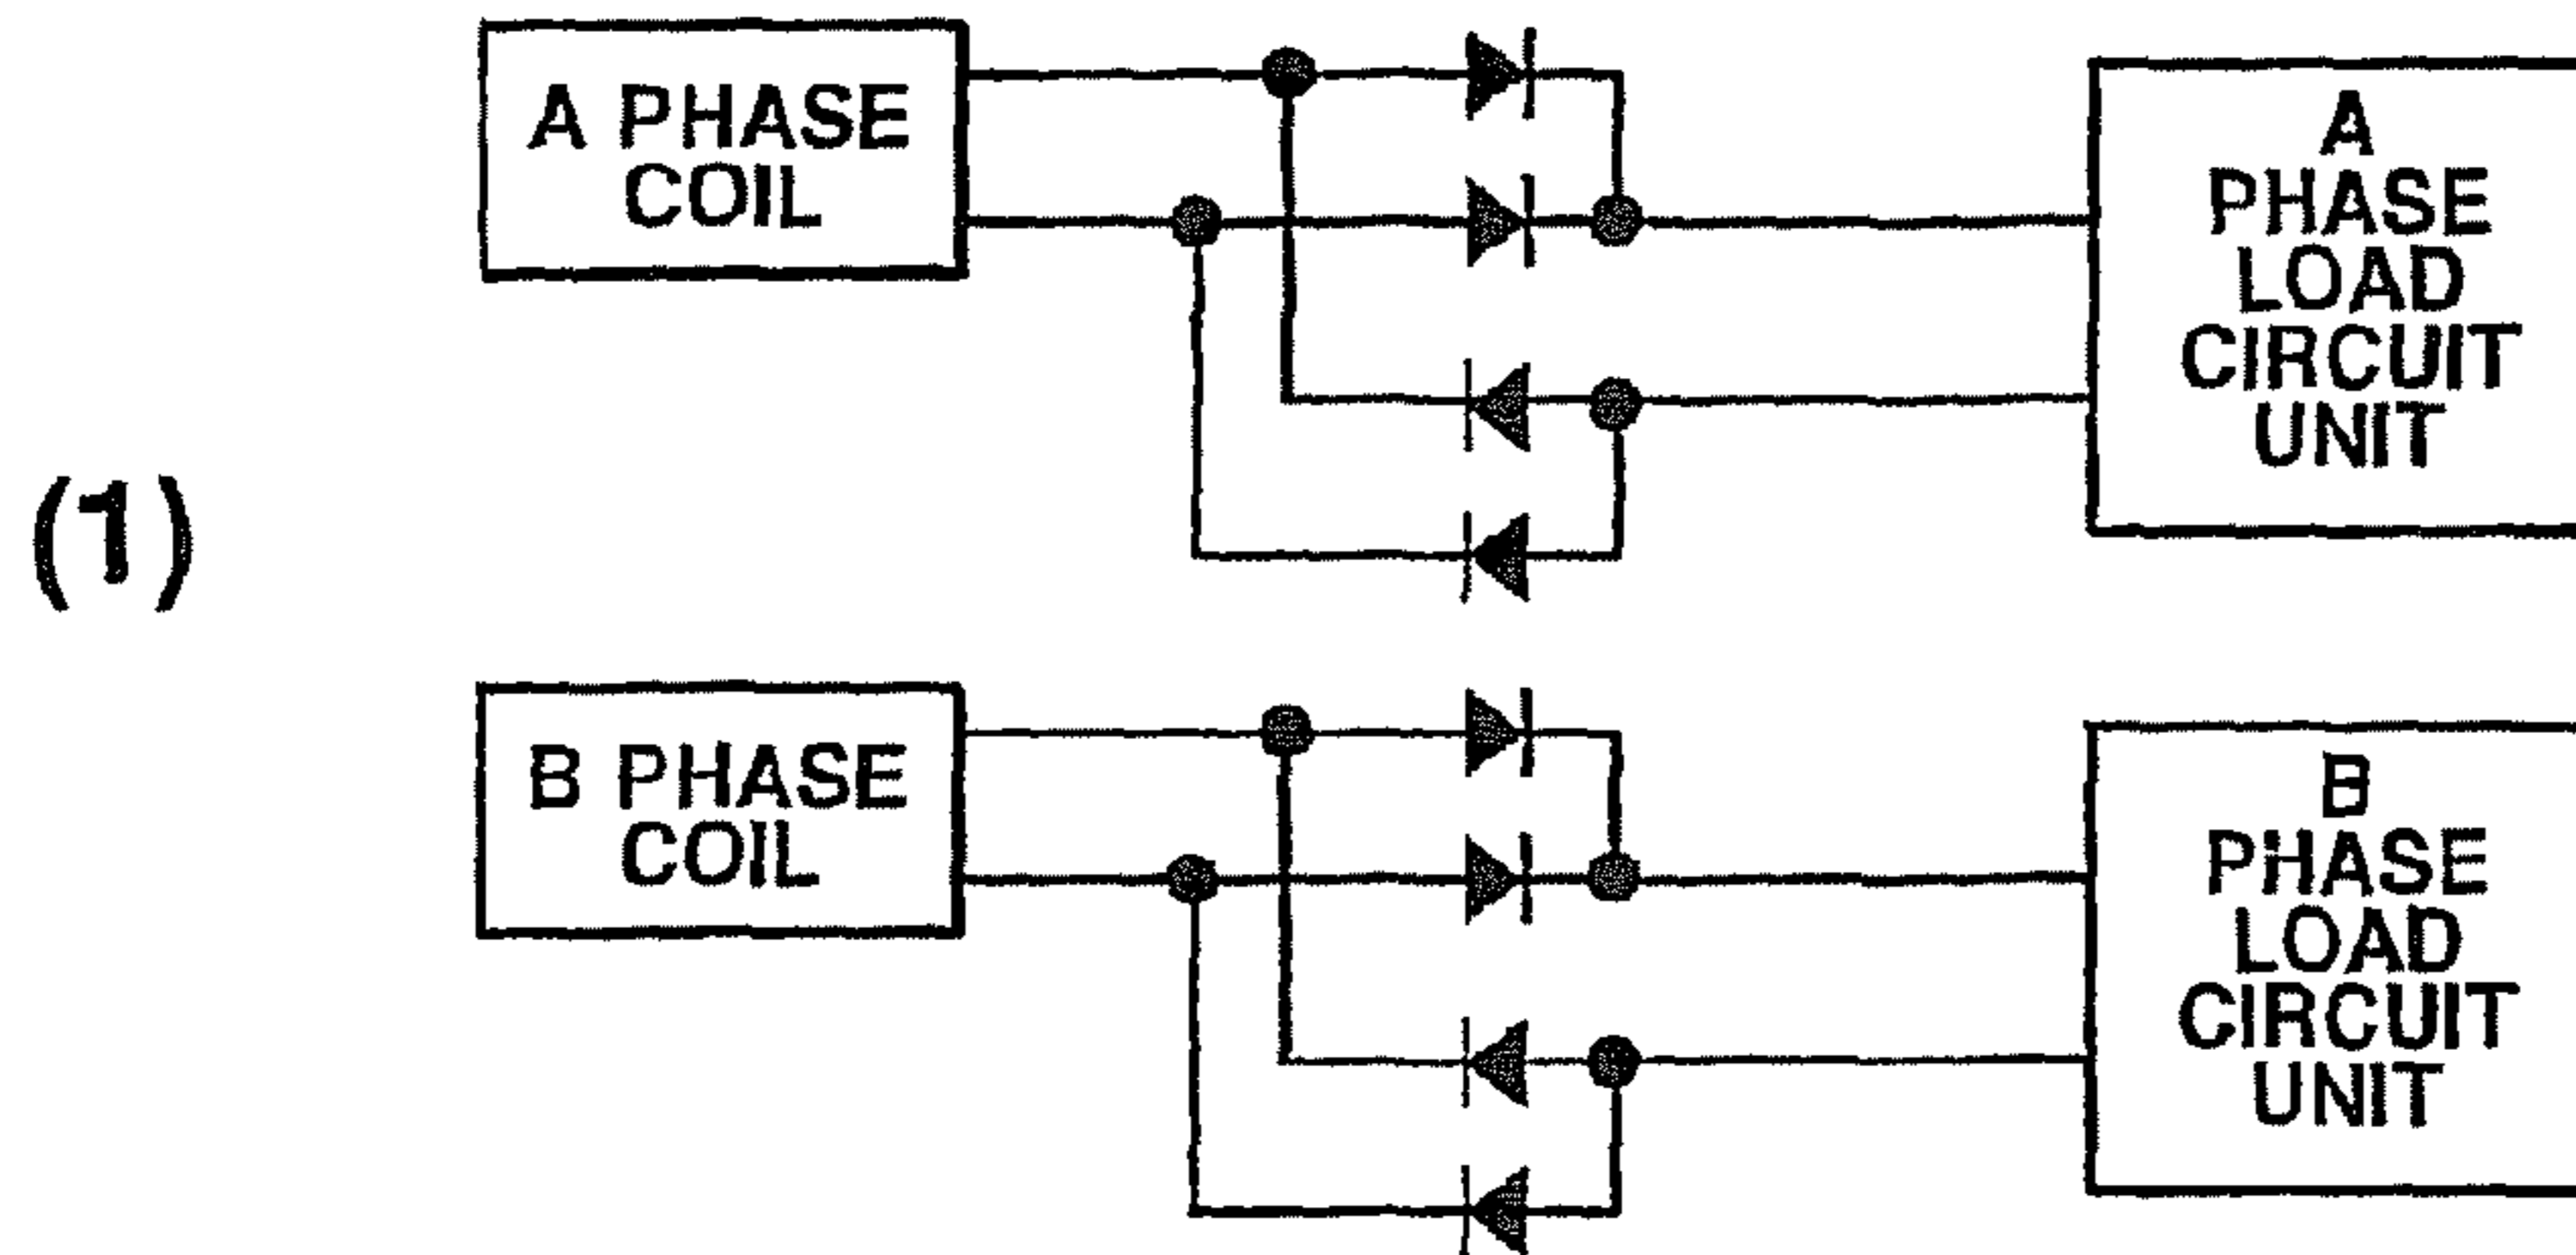 A PHASE
COIL
A
PHASE
LOAD
CIRCUIT
UNIT
(1)
B PHASE
COIL
B
PHASE
LOAD
CIRCUIT
UNIT